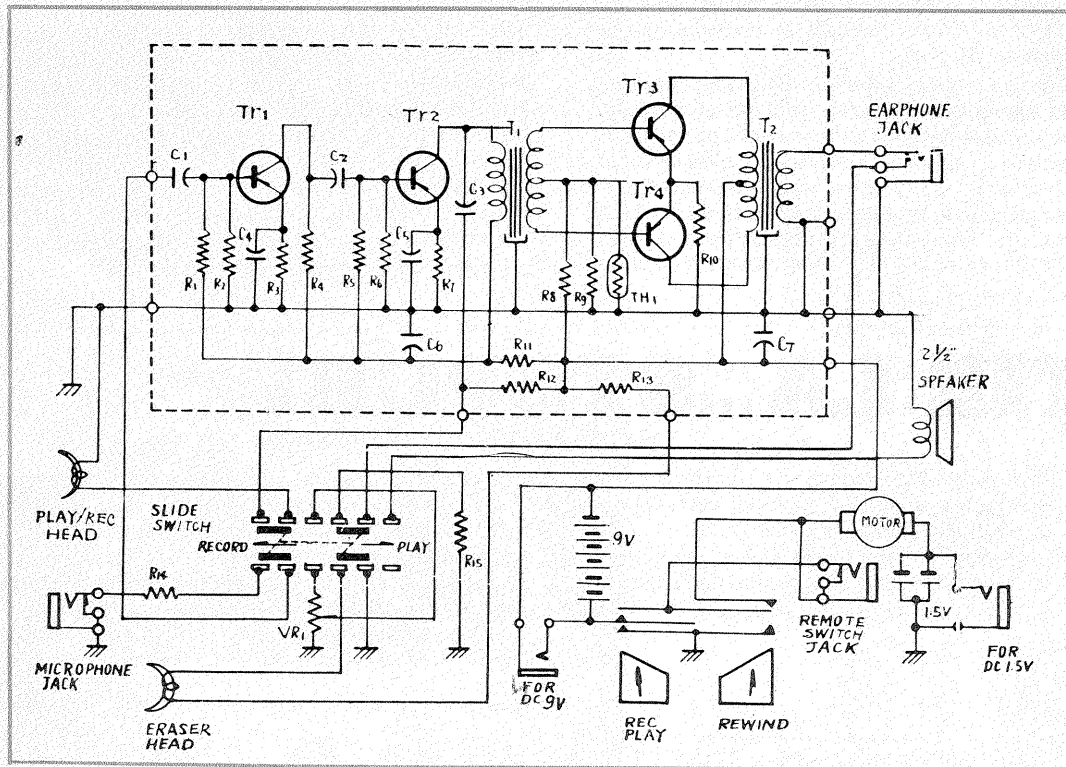 Tr3
Tr1
Tr2
T1
T2
EARPHONE
JACK
C1
C2
C3
Tr4
C4
C5
R1
R2
R3
R4
R5
R6
R7
R8
R9
TH1
R10
C6
C7
R11
R12
R13
2½"
SPEAKER
PLAY/REC
HEAD
SLIDE
SWITCH
RECORD
PLAY
R15
9V
MOTOR
R14
VR1
1.5V
REMOTE
SWITCH
JACK
MICROPHONE
JACK
FOR
DC 9V
FOR
DC 1.5V
REC
PLAY
REWIND
ERASER
HEAD